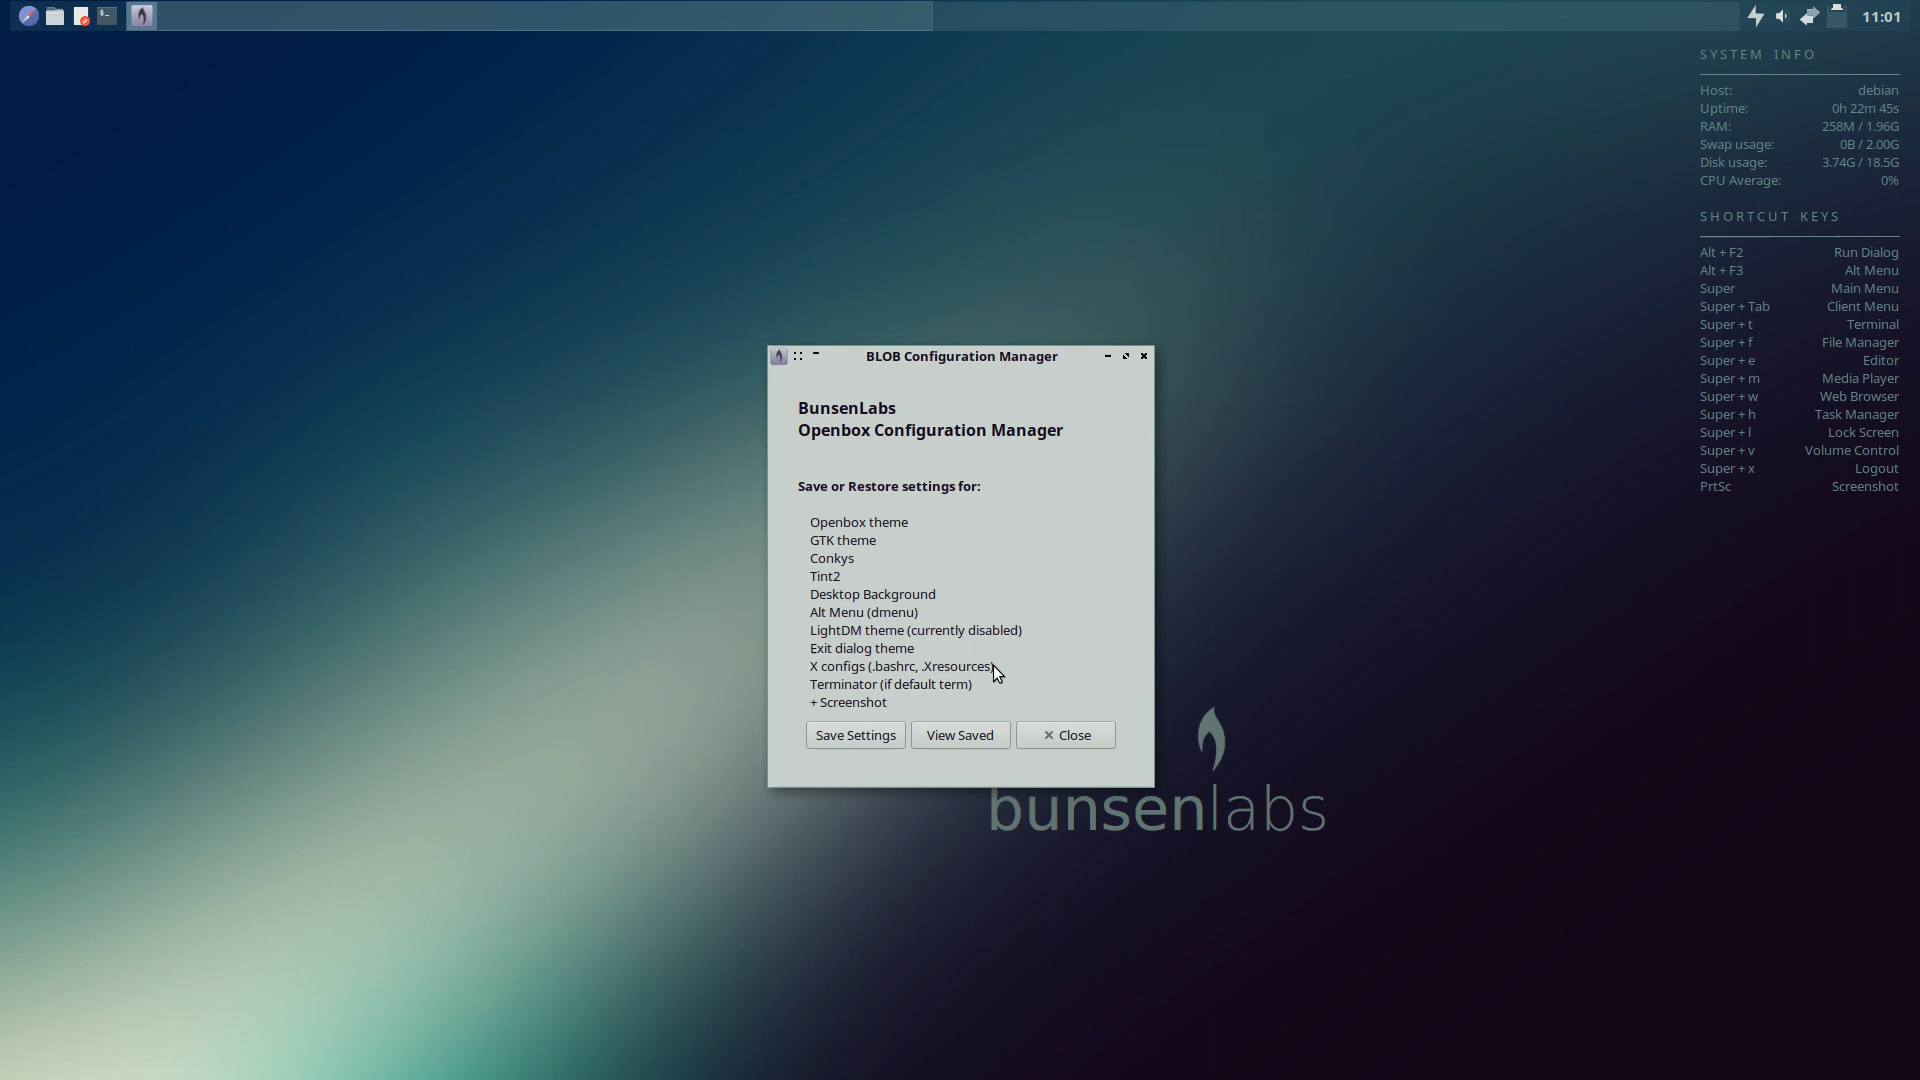 11:01
SYSTEM INFO
Host: debian
Uptime: 0h 22m 45s
RAM: 258M / 1.96G
Swap usage: 0B / 2.00G
Disk usage: 3.74G / 18.5G
CPU Average: 0%
SHORTCUT KEYS
Alt + F2 Run Dialog
Alt + F3 Alt Menu
Super Main Menu
Super + Tab Client Menu
Super + t Terminal
Super + f File Manager
Super + e Editor
Super + m Media Player
Super + w Web Browser
Super + h Task Manager
Super + l Lock Screen
Super + v Volume Control
Super + x Logout
PrtSc Screenshot
BLOB Configuration Manager
BunsenLabs
Openbox Configuration Manager
Save or Restore settings for:
Openbox theme
GTK theme
Conkys
Tint2
Desktop Background
Alt Menu (dmenu)
LightDM theme (currently disabled)
Exit dialog theme
X configs (.bashrc, .Xresources)
Terminator (if default term)
+ Screenshot
Save Settings View Saved Close
bunsenlabs